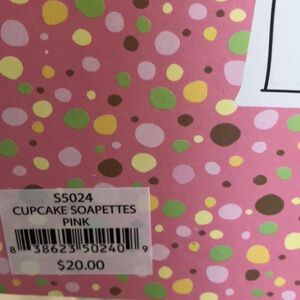 S5024
CUPCAKE SOAPETTES
PINK
8 38623 50240 9
$20.00